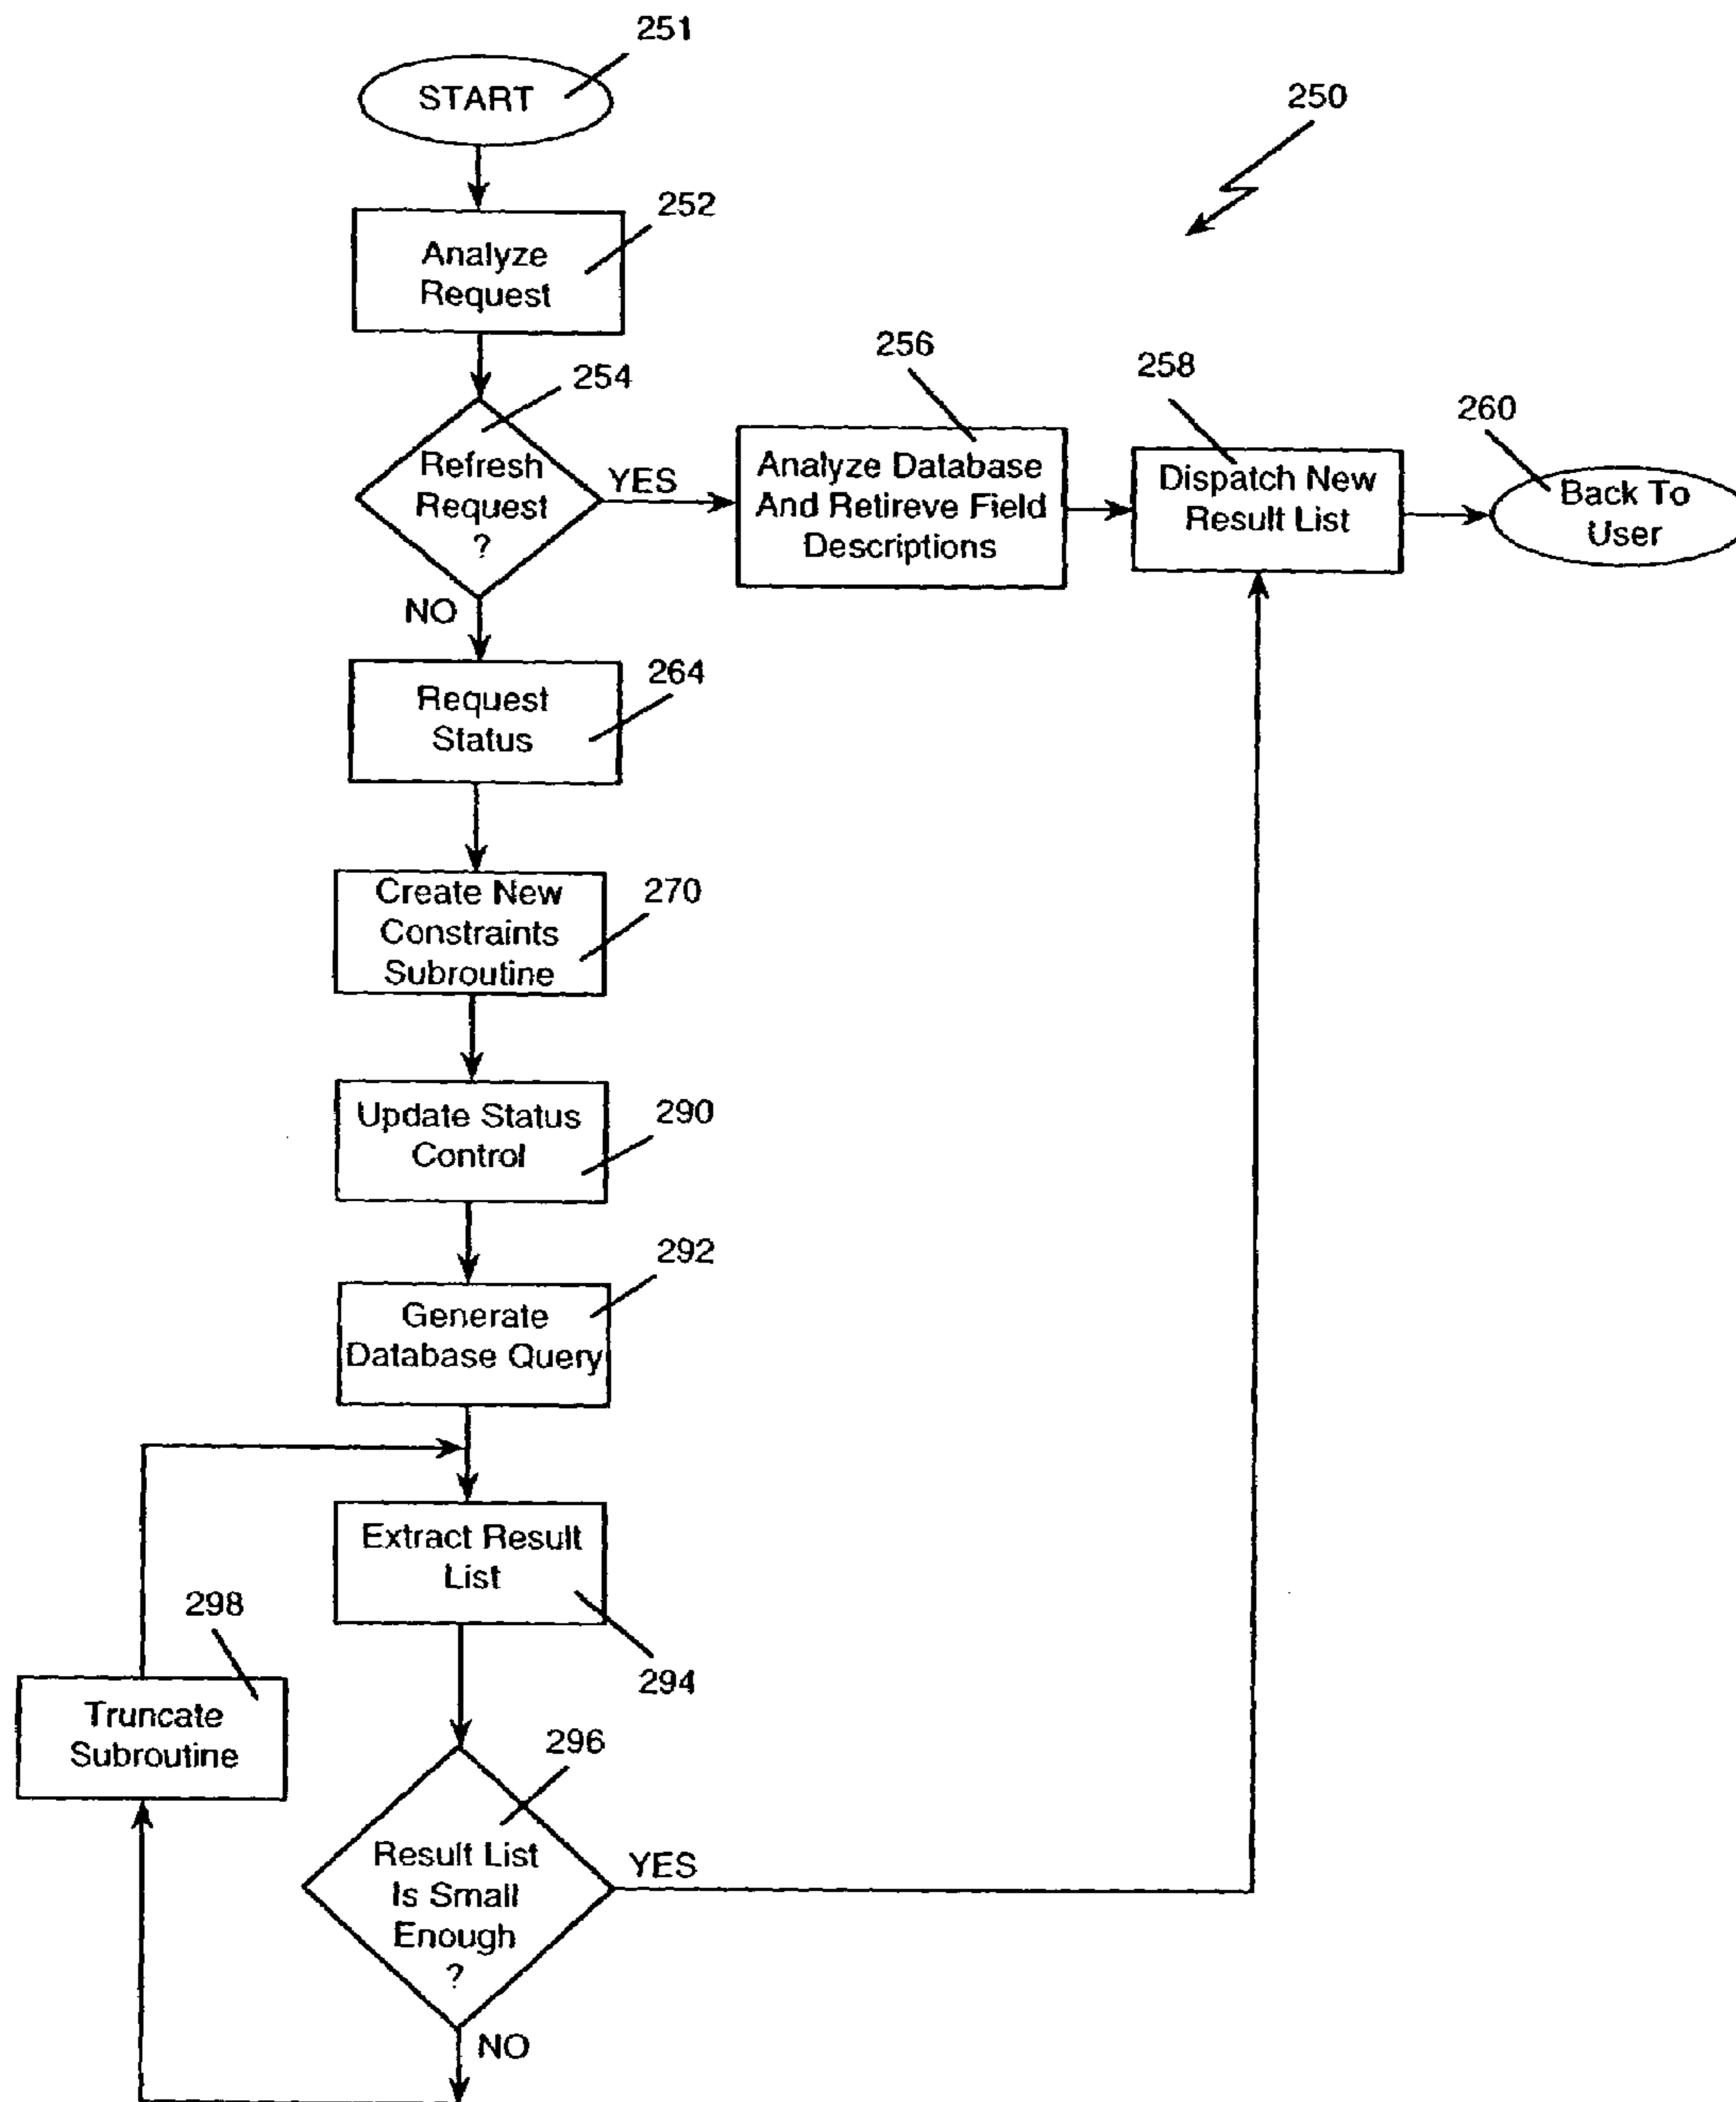 251
START
250
252
Analyze
Request
254
Refresh
Request
?
YES
NO
256
Analyze Database
And Retireve Field
Descriptions
258
Dispatch New
Result List
260
Back To
User
264
Request
Status
270
Create New
Constraints
Subroutine
290
Update Status
Control
292
Generate
Database Query
Extract Result
List
294
298
Truncate
Subroutine
296
Result List
Is Small
Enough
?
YES
NO